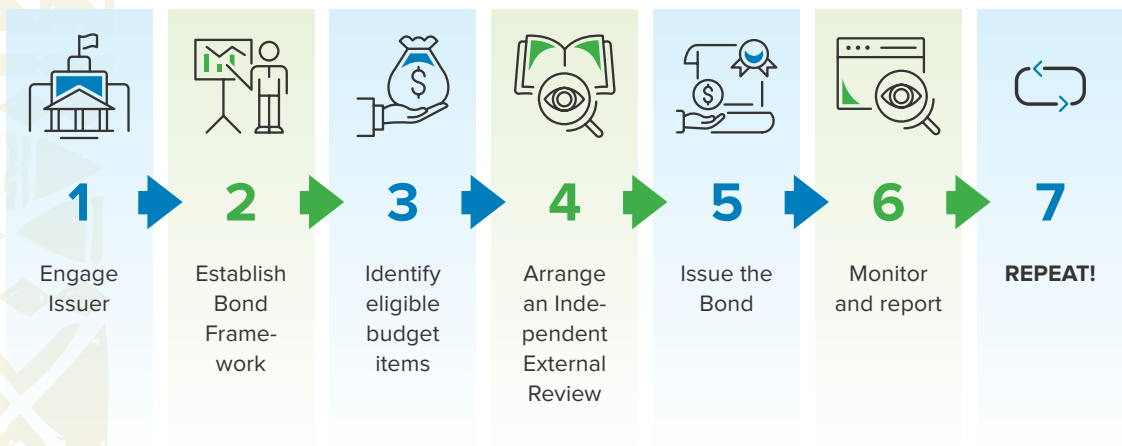 $
$
1
2
3
4
5
6
7
Engage
Issuer
Establish
Bond
Frame-
work
Identify
eligible
budget
items
Arrange
an Inde-
pendent
External
Review
Issue the
Bond
Monitor
and report
REPEAT!